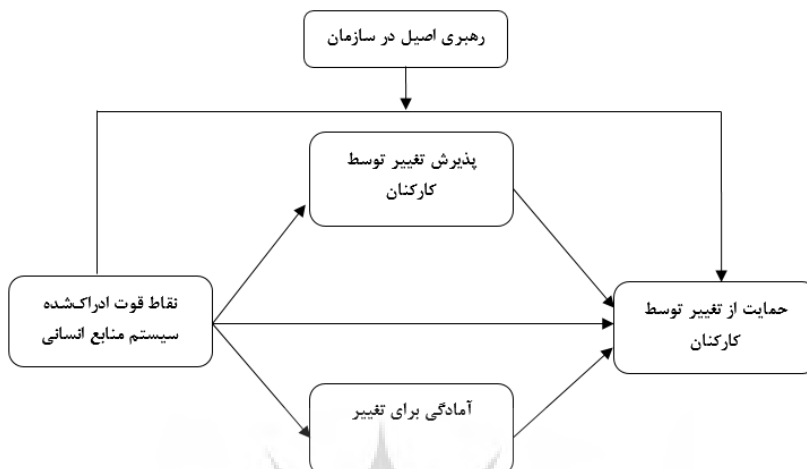 رهبری اصیل در سازمان
پذیرش تغییر توسط
کارکنان
نقاط قوت ادراک‌شده
سیستم منابع انسانی
حمایت از تغییر توسط
کارکنان
آمادگی برای تغییر